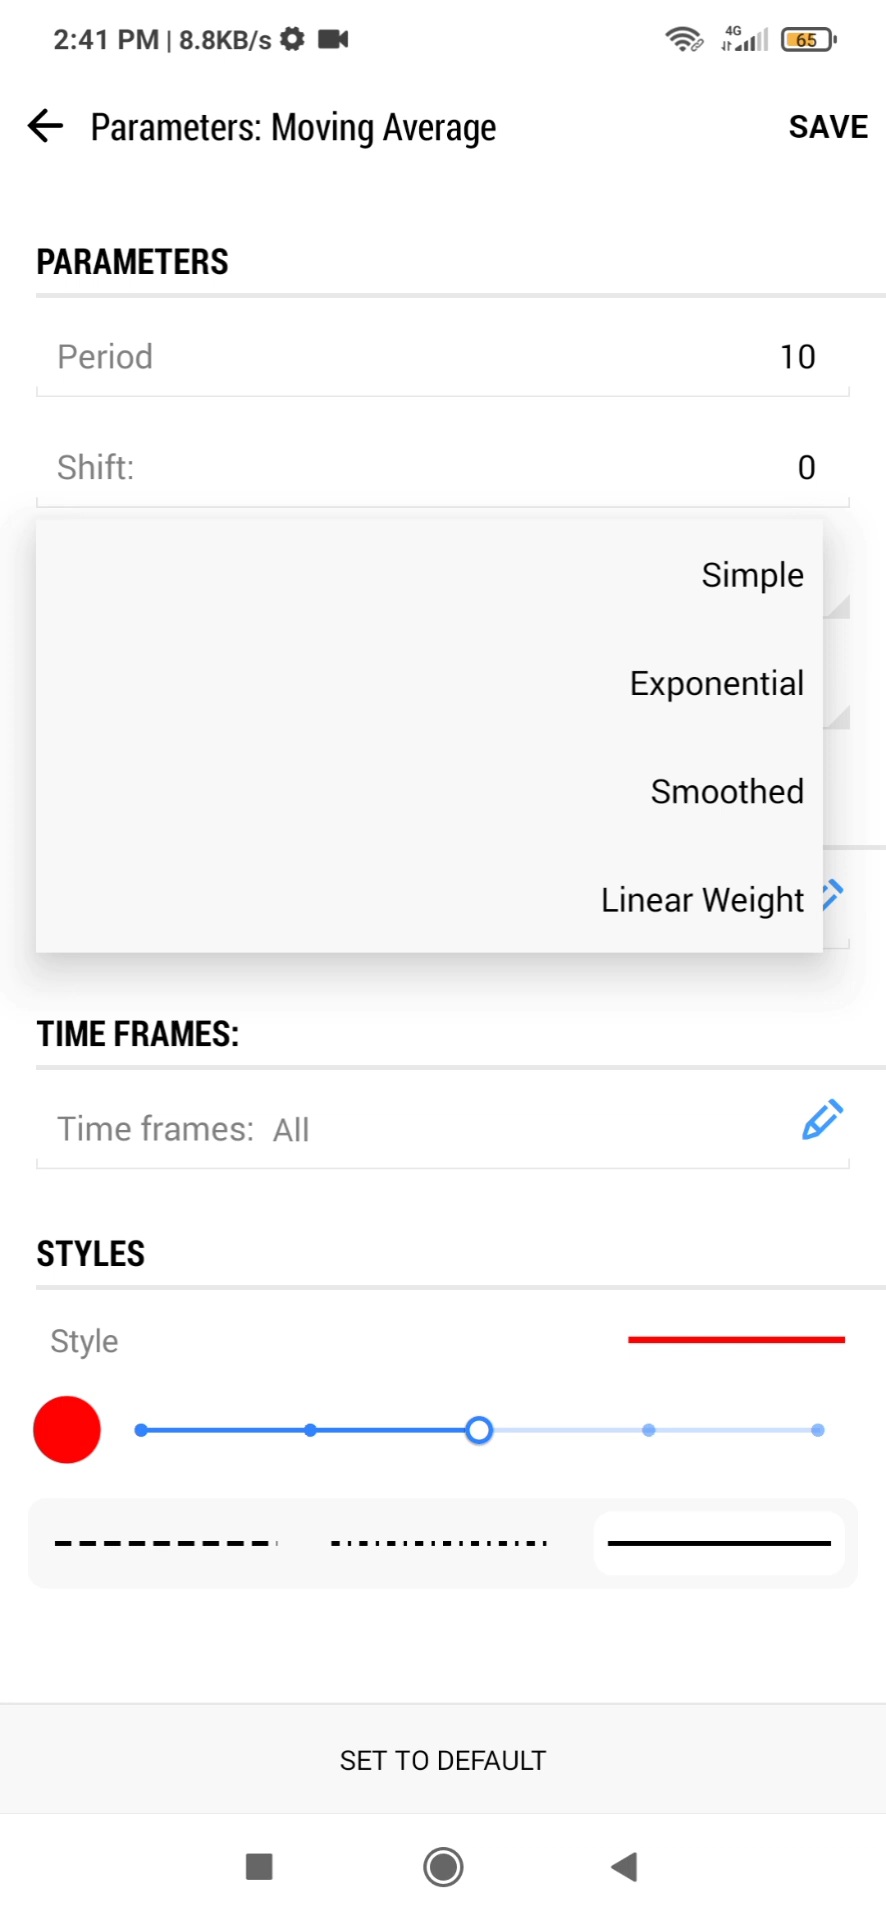 2:41 PM | 8.8KB/s 4G 65
Parameters: Moving Average SAVE
PARAMETERS
Period 10
Shift: 0
Simple
Exponential
Smoothed
Linear Weight
TIME FRAMES:
Time frames: All
STYLES
Style
SET TO DEFAULT